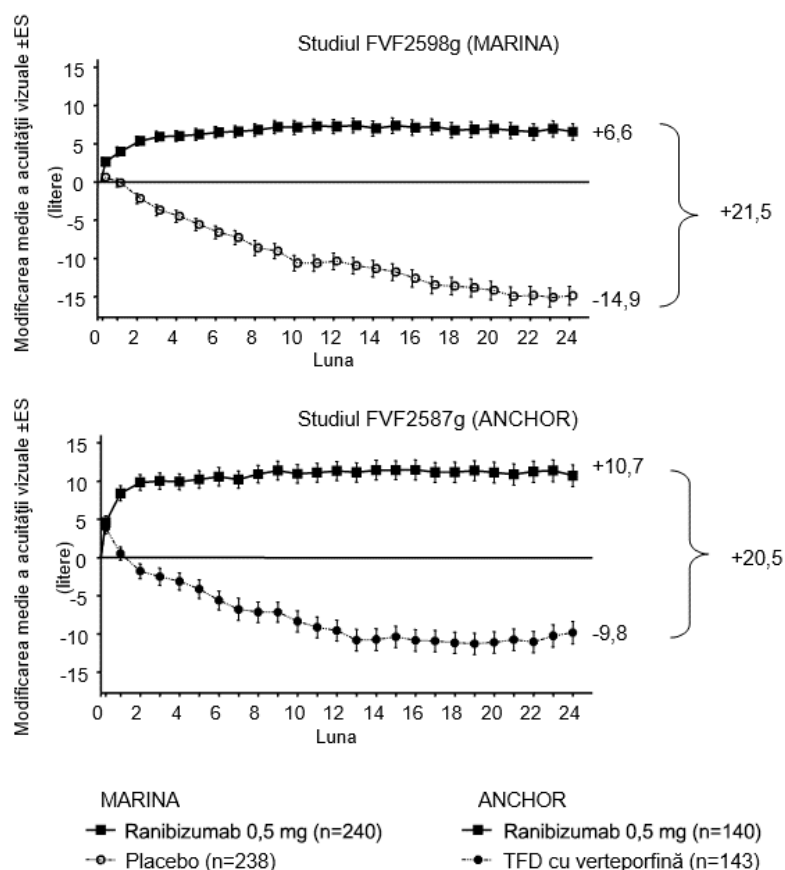 Studiul FVF2598g (MARINA)
Modificarea medie a acuităţii vizuale ±ES
(litere)
15
10
5
0
-5
-10
-15
+6,6
-14,9
+21,5
0 2 4 6 8 10 12 14 16 18 20 22 24
Luna
Studiul FVF2587g (ANCHOR)
Modificarea medie a acuităţii vizuale ±ES
(litere)
15
10
5
0
-5
-10
-15
+10,7
-9,8
+20,5
0 2 4 6 8 10 12 14 16 18 20 22 24
Luna
MARINA
Ranibizumab 0,5 mg (n=240)
Placebo (n=238)
ANCHOR
Ranibizumab 0,5 mg (n=140)
TFD cu verteporfină (n=143)